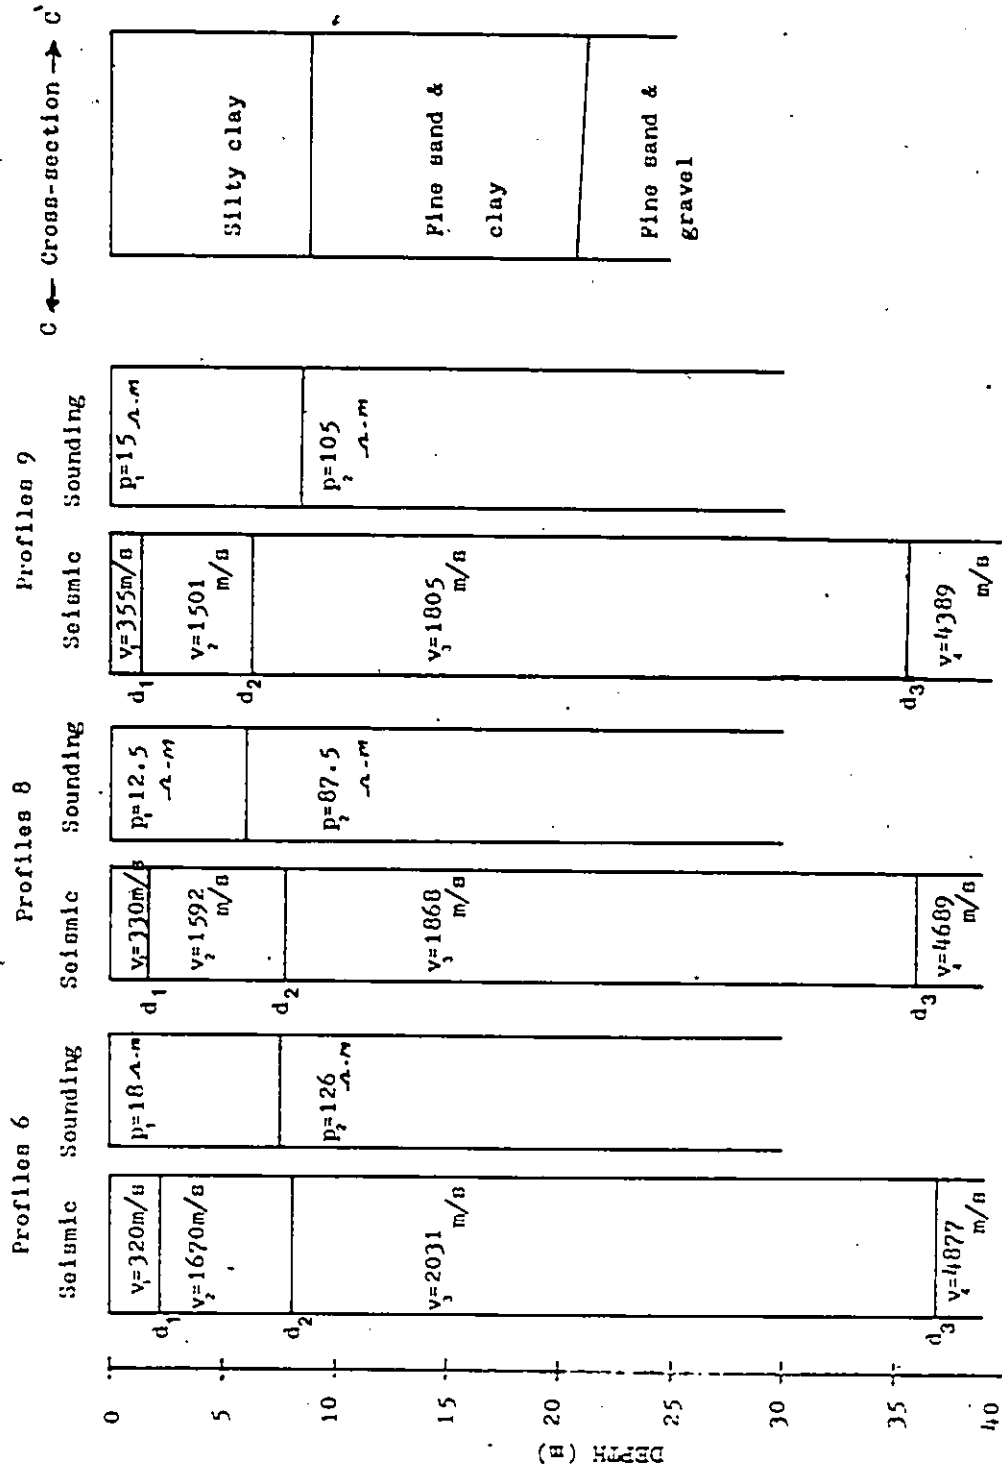 Profiles 6
Profiles 8
Profiles 9
C ← Cross-section → C'
Seismic
Sounding
Seismic
Sounding
Seismic
Sounding
0
5
10
15
20
25
30
35
40
DEPTH (m)
v₁=320m/s
d₁
v₂=1670m/s
d₂
v₃=2031
m/s
d₃
v₄=4877
m/s
p₁=18 Ω-m
p₂=126
Ω-m
v₁=330m/s
d₁
v₂=1592
m/s
d₂
v₃=1868
m/s
d₃
v₄=4689
m/s
p₁=12.5
Ω-m
p₂=87.5
Ω-m
v₁=355m/s
d₁
v₂=1501
m/s
d₂
v₃=1805
m/s
d₃
v₄=4389
m/s
p₁=15 Ω-m
p₂=105
Ω-m
Silty clay
Fine sand &
clay
Fine sand &
gravel